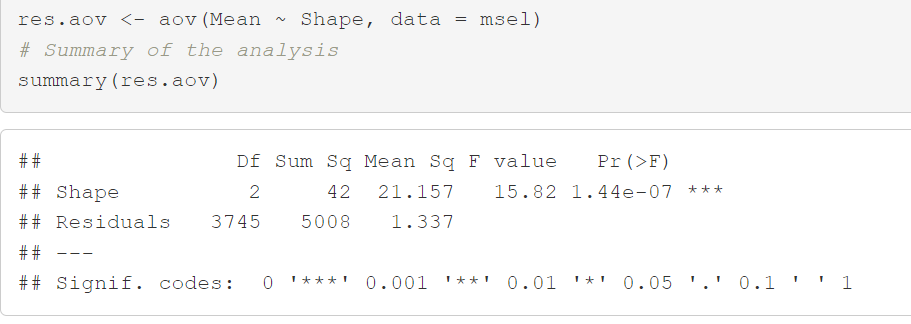 res.aov <- aov(Mean ~ Shape, data = msel)
# Summary of the analysis
summary(res.aov)
##               Df Sum Sq Mean Sq F value   Pr(>F)
## Shape          2     42  21.157   15.82 1.44e-07 ***
## Residuals   3745   5008   1.337
## ---
## Signif. codes:  0 '***' 0.001 '**' 0.01 '*' 0.05 '.' 0.1 ' ' 1